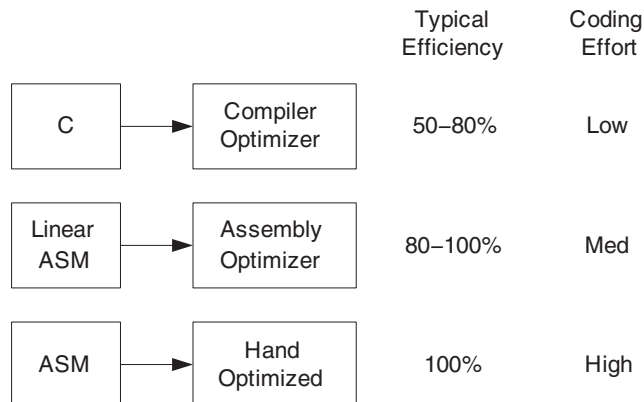 Typical
Efficiency
Coding
Effort
C
Compiler
Optimizer
50–80%
Low
Linear
ASM
Assembly
Optimizer
80–100%
Med
ASM
Hand
Optimized
100%
High